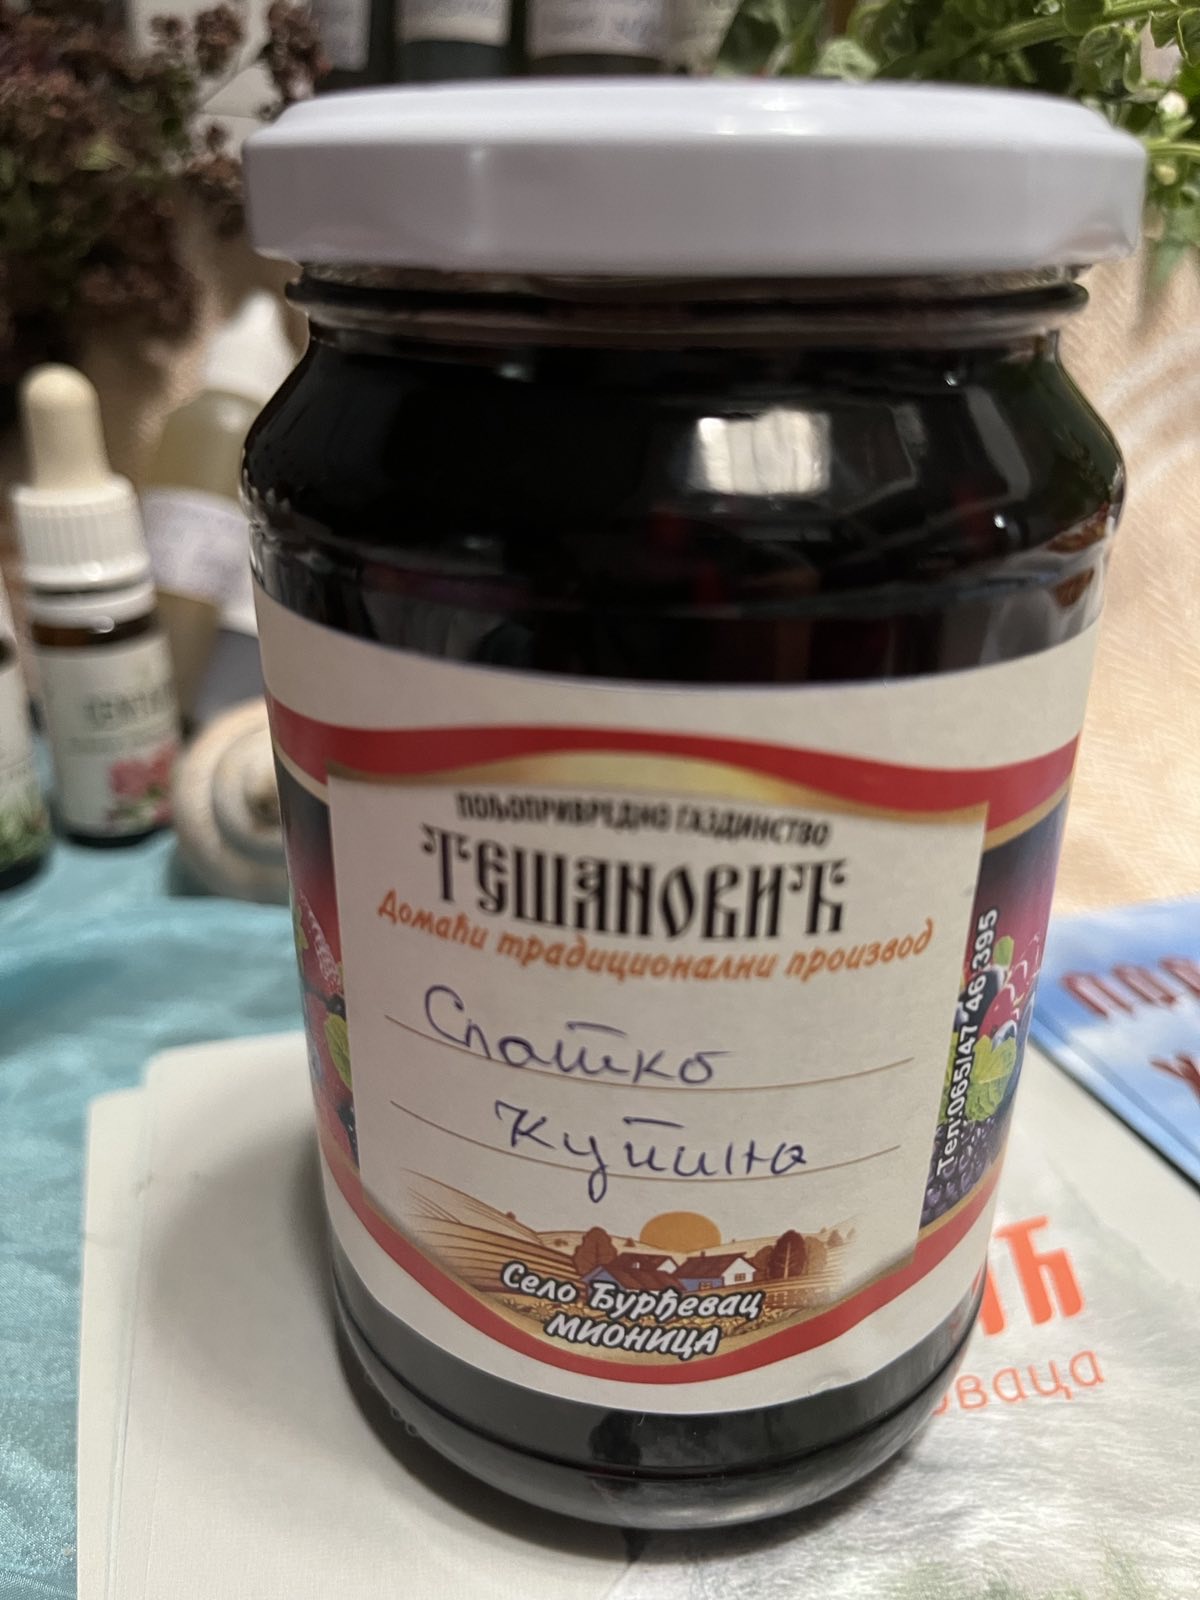 ПОЉОПРИВРЕДНО ГАЗДИНСТВО
ТЕШАНОВИЋ
Домаћи традиционални производ
Слатко
Купина
Село Ђурђевац
МИОНИЦА
Тел:065/47 46 395